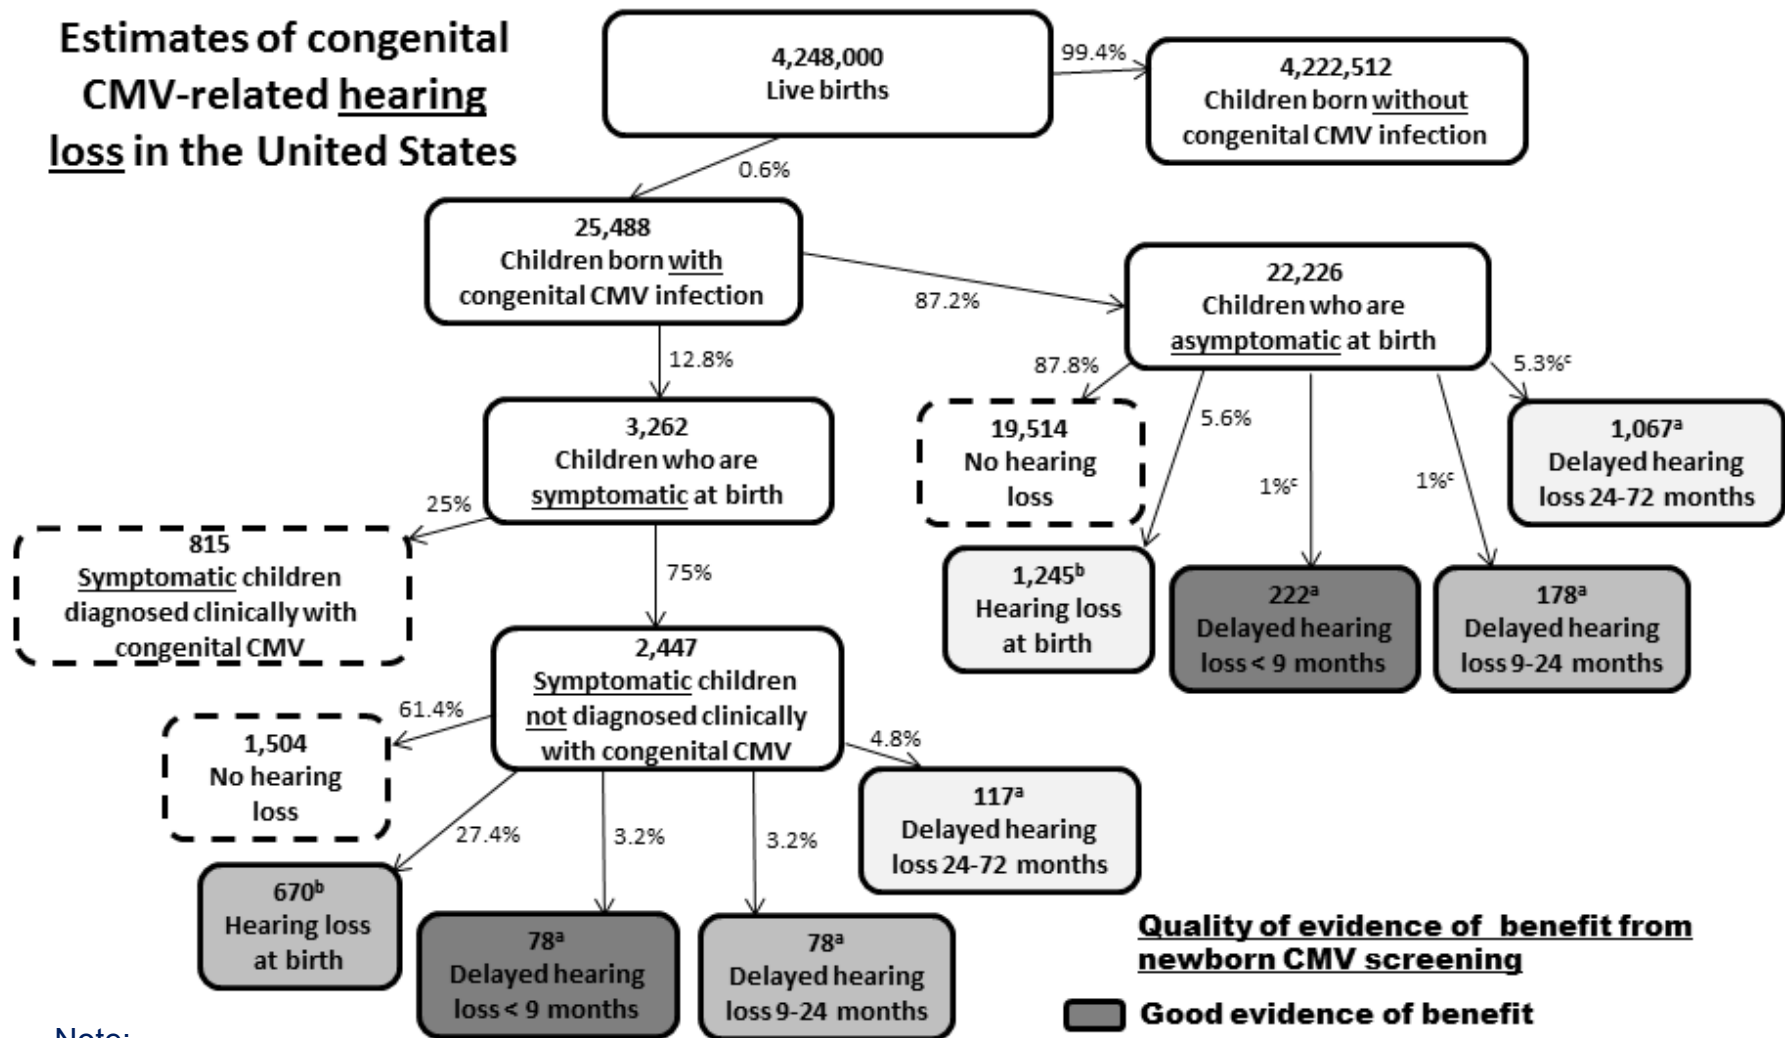 Estimates of congenital
CMV-related hearing
loss in the United States
4,248,000
Live births
99.4%
4,222,512
Children born without
congenital CMV infection
0.6%
25,488
Children born with
congenital CMV infection
87.2%
22,226
Children who are
asymptomatic at birth
12.8%
3,262
Children who are
symptomatic at birth
87.8%
19,514
No hearing
loss
5.6%
1%ᶜ
1%ᶜ
5.3%ᶜ
1,067ᵃ
Delayed hearing
loss 24-72 months
25%
815
Symptomatic children
diagnosed clinically with
congenital CMV
75%
1,245ᵇ
Hearing loss
at birth
222ᵃ
Delayed hearing
loss < 9 months
178ᵃ
Delayed hearing
loss 9-24 months
2,447
Symptomatic children
not diagnosed clinically
with congenital CMV
61.4%
1,504
No hearing
loss
4.8%
117ᵃ
Delayed hearing
loss 24-72 months
27.4%
3.2%
3.2%
670ᵇ
Hearing loss
at birth
78ᵃ
Delayed hearing
loss < 9 months
78ᵃ
Delayed hearing
loss 9-24 months
Quality of evidence of benefit from
newborn CMV screening
Good evidence of benefit
Note: